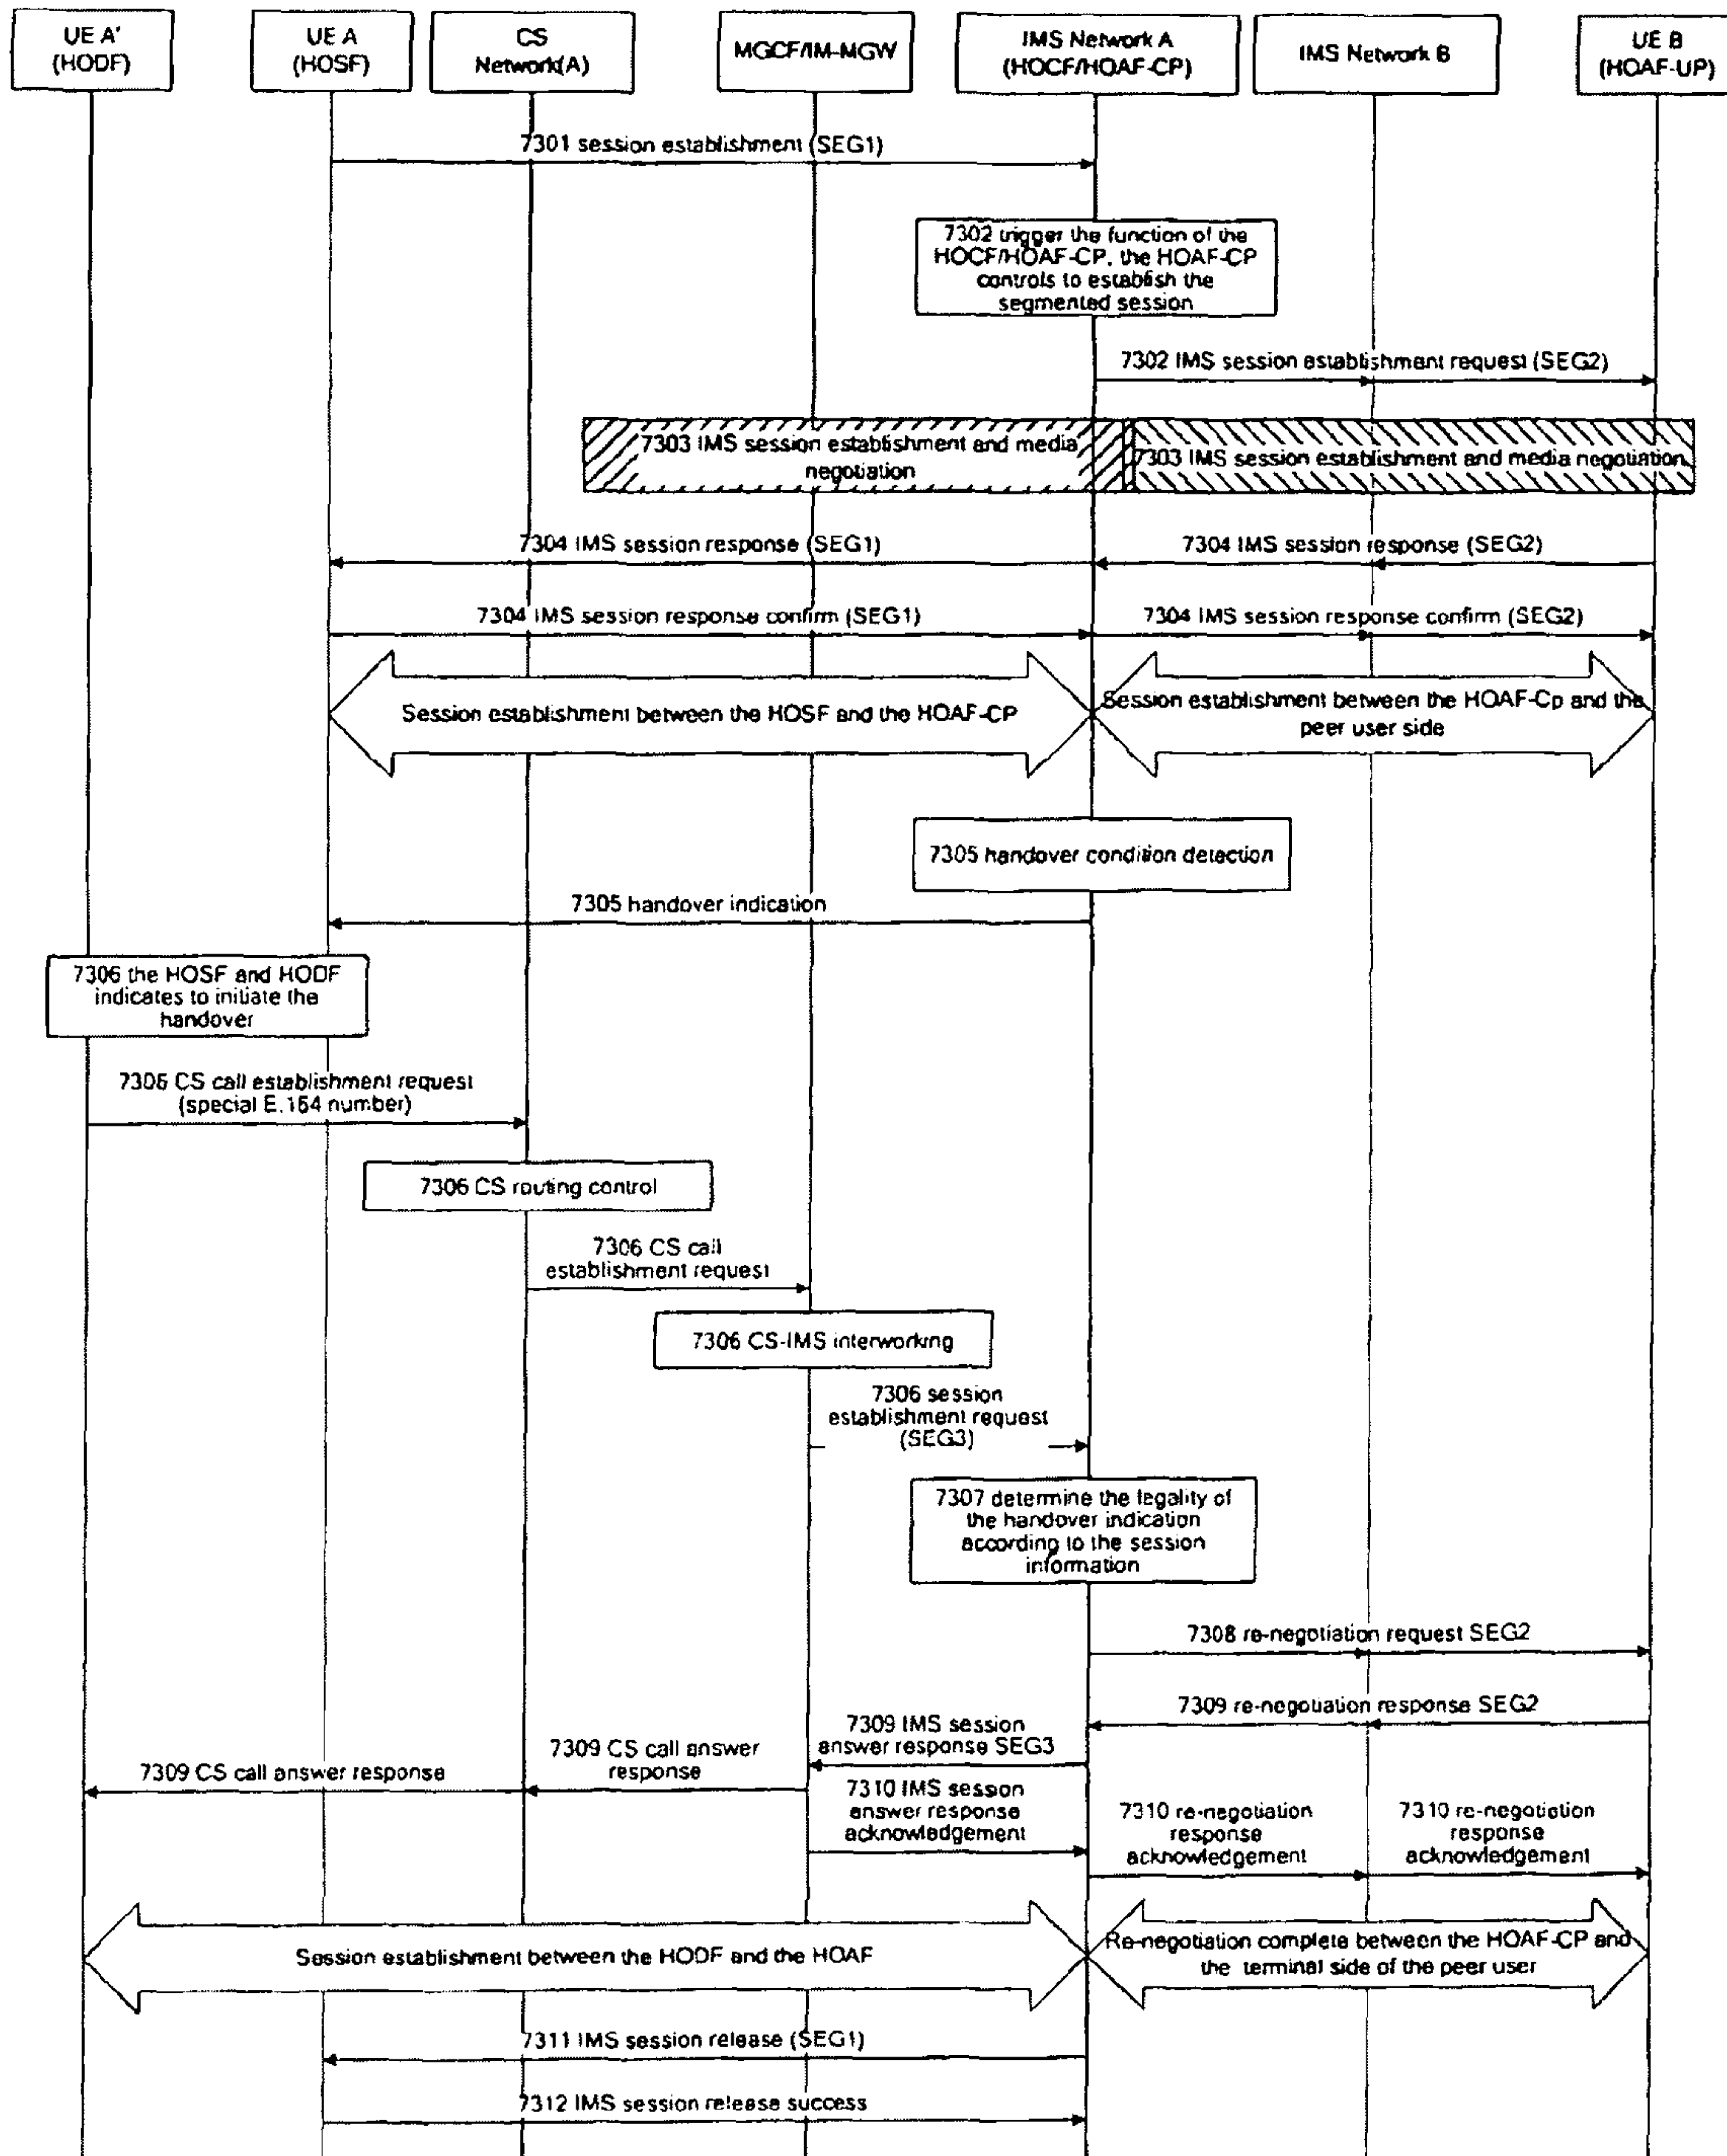 UE A'
(HODF)
UE A
(HOSF)
CS
Network(A)
MGCF/IM-MGW
IMS Network A
(HOCF/HOAF-CP)
IMS Network B
UE B
(HOAF-UP)
7301 session establishment (SEG1)
7302 trigger the function of the
HOCF/HOAF-CP, the HOAF-CP
controls to establish the
segmented session
7302 IMS session establishment request (SEG2)
7303 IMS session establishment and media
negotiation
7303 IMS session establishment and media negotiation
7304 IMS session response (SEG1)
7304 IMS session response (SEG2)
7304 IMS session response confirm (SEG1)
7304 IMS session response confirm (SEG2)
Session establishment between the HOSF and the HOAF-CP
Session establishment between the HOAF-Cp and the
peer user side
7305 handover condition detection
7305 handover indication
7306 the HOSF and HODF
indicates to initiate the
handover
7306 CS call establishment request
(special E.164 number)
7306 CS routing control
7306 CS call
establishment request
7306 CS-IMS interworking
7306 session
establishment request
(SEG3)
7307 determine the legality of
the handover indication
according to the session
information
7308 re-negotiation request SEG2
7309 re-negotiation response SEG2
7309 IMS session
answer response SEG3
7309 CS call answer
response
7309 CS call answer response
7310 IMS session
answer response
acknowledgement
7310 re-negotiation
response
acknowledgement
7310 re-negotiation
response
acknowledgement
Session establishment between the HODF and the HOAF
Re-negotiation complete between the HOAF-CP and
the terminal side of the peer user
7311 IMS session release (SEG1)
7312 IMS session release success